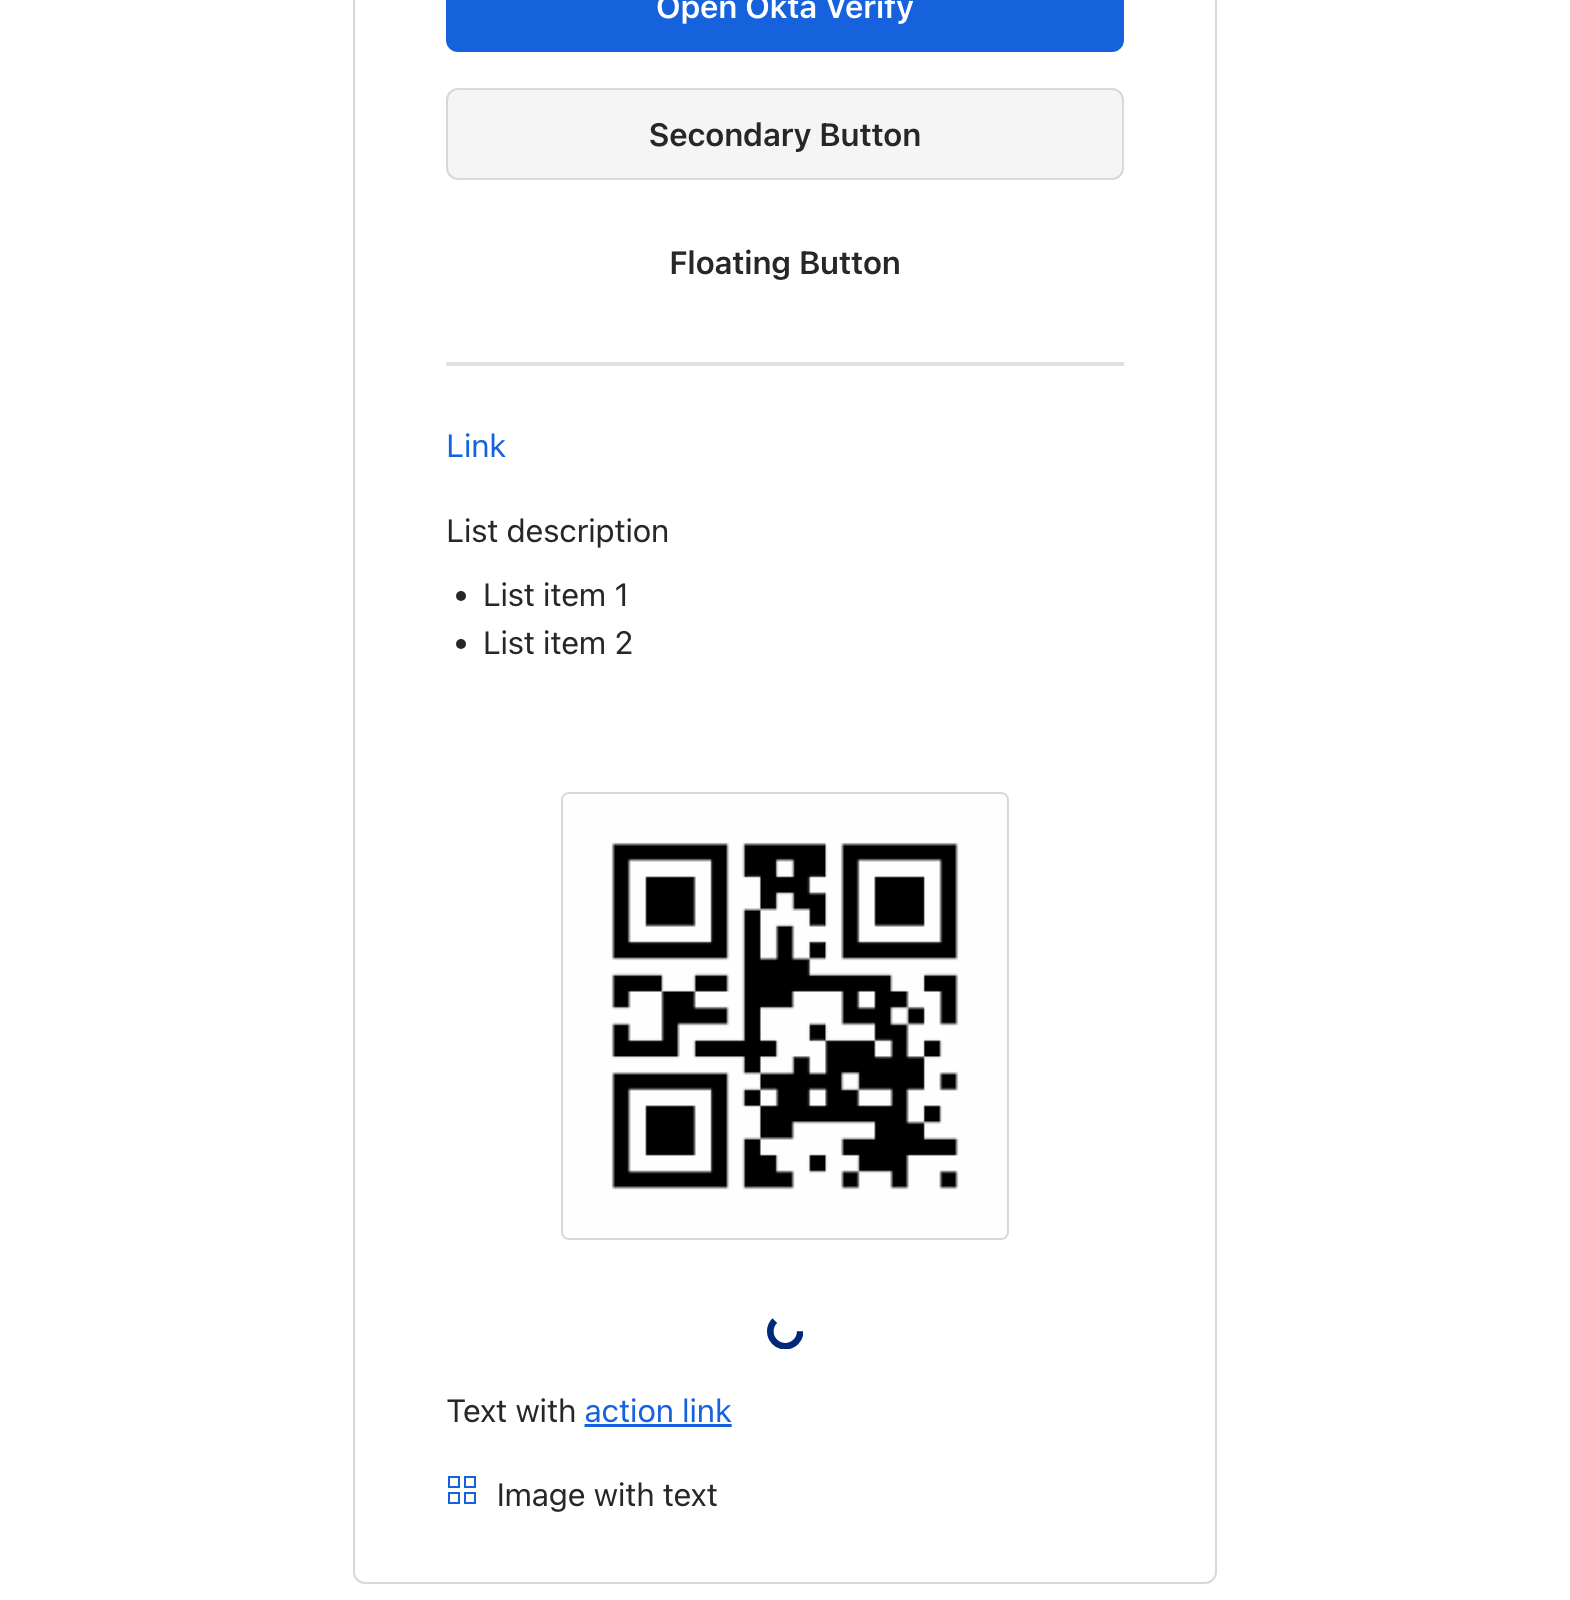 Open Okta Verify
Secondary Button
Floating Button
Link
List description
• List item 1
• List item 2
Text with action link
Image with text